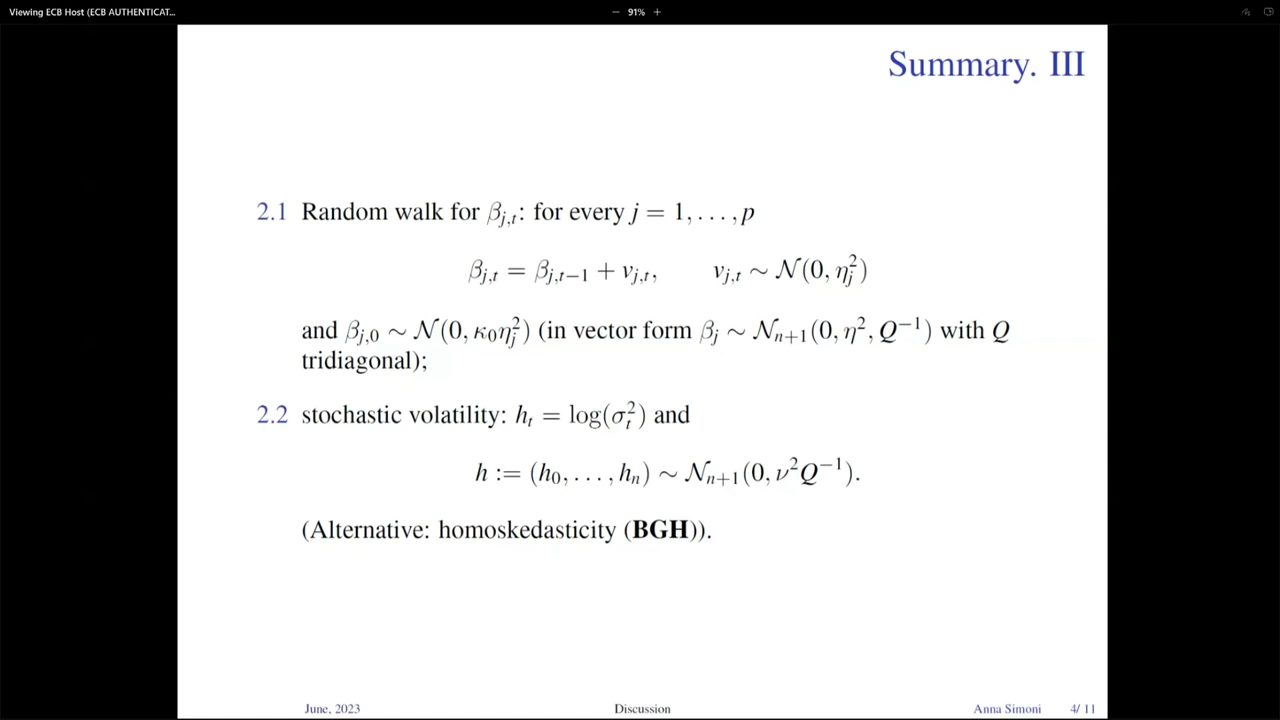 Viewing ECB Host (ECB AUTHENTICAT...
− 91% +
Summary. III
2.1 Random walk for β_{j,t}: for every j = 1, . . . , p
β_{j,t} = β_{j,t−1} + v_{j,t}, v_{j,t} ∼ N(0, η_j^2)
and β_{j,0} ∼ N(0, κ_0η_j^2) (in vector form β_j ∼ N_{n+1}(0, η^2, Q^{−1}) with Q
tridiagonal);
2.2 stochastic volatility: h_t = log(σ_t^2) and
h := (h_0, . . . , h_n) ∼ N_{n+1}(0, ν^2Q^{−1}).
(Alternative: homoskedasticity (BGH)).
June, 2023 Discussion Anna Simoni 4/ 11